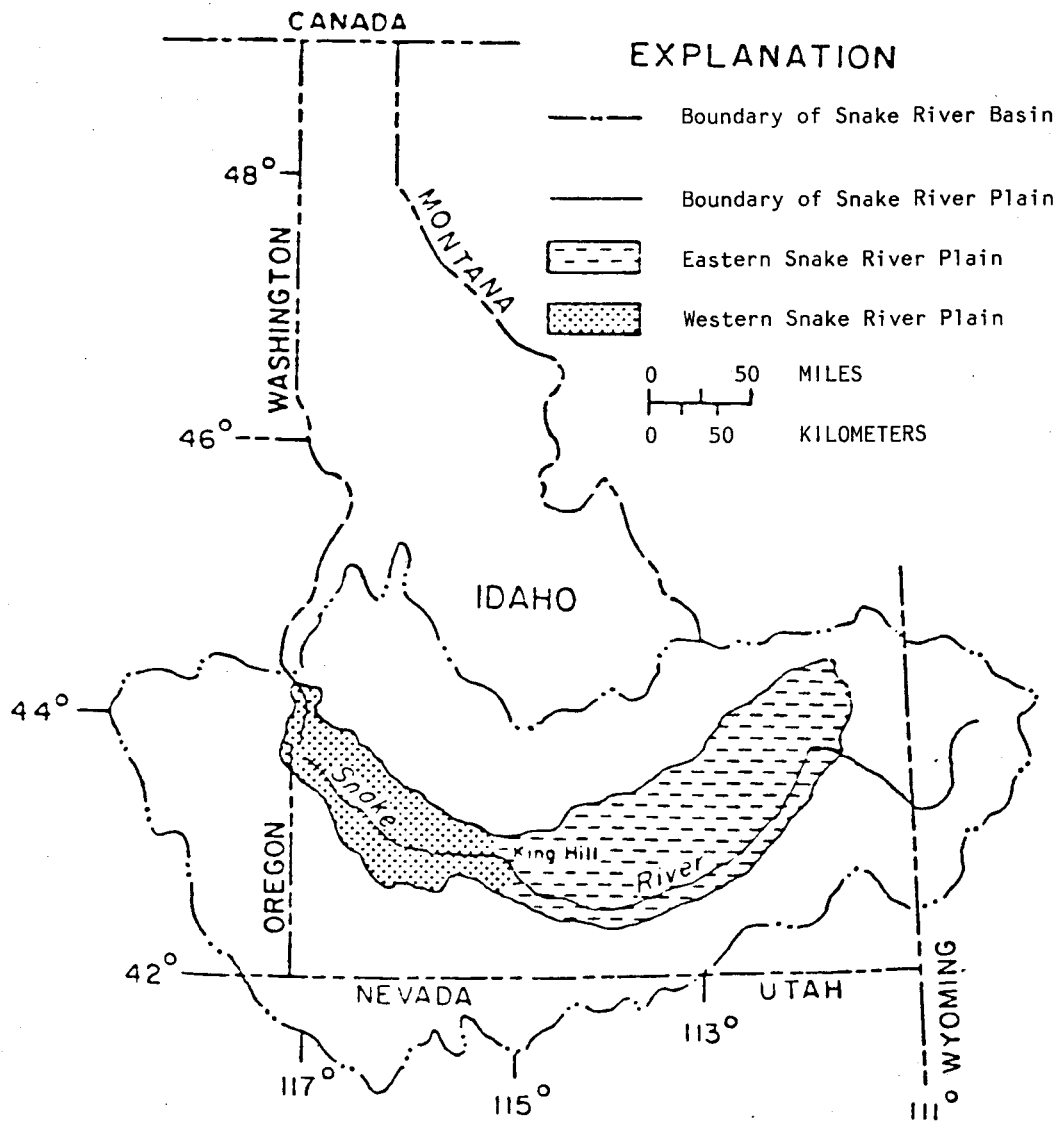 CANADA
EXPLANATION
Boundary of Snake River Basin
Boundary of Snake River Plain
Eastern Snake River Plain
Western Snake River Plain
0 50 MILES
0 50 KILOMETERS
48°
MONTANA
WASHINGTON
46°
IDAHO
44°
Snake
King Hill
River
OREGON
42°
NEVADA
UTAH
WYOMING
117°
115°
113°
111°